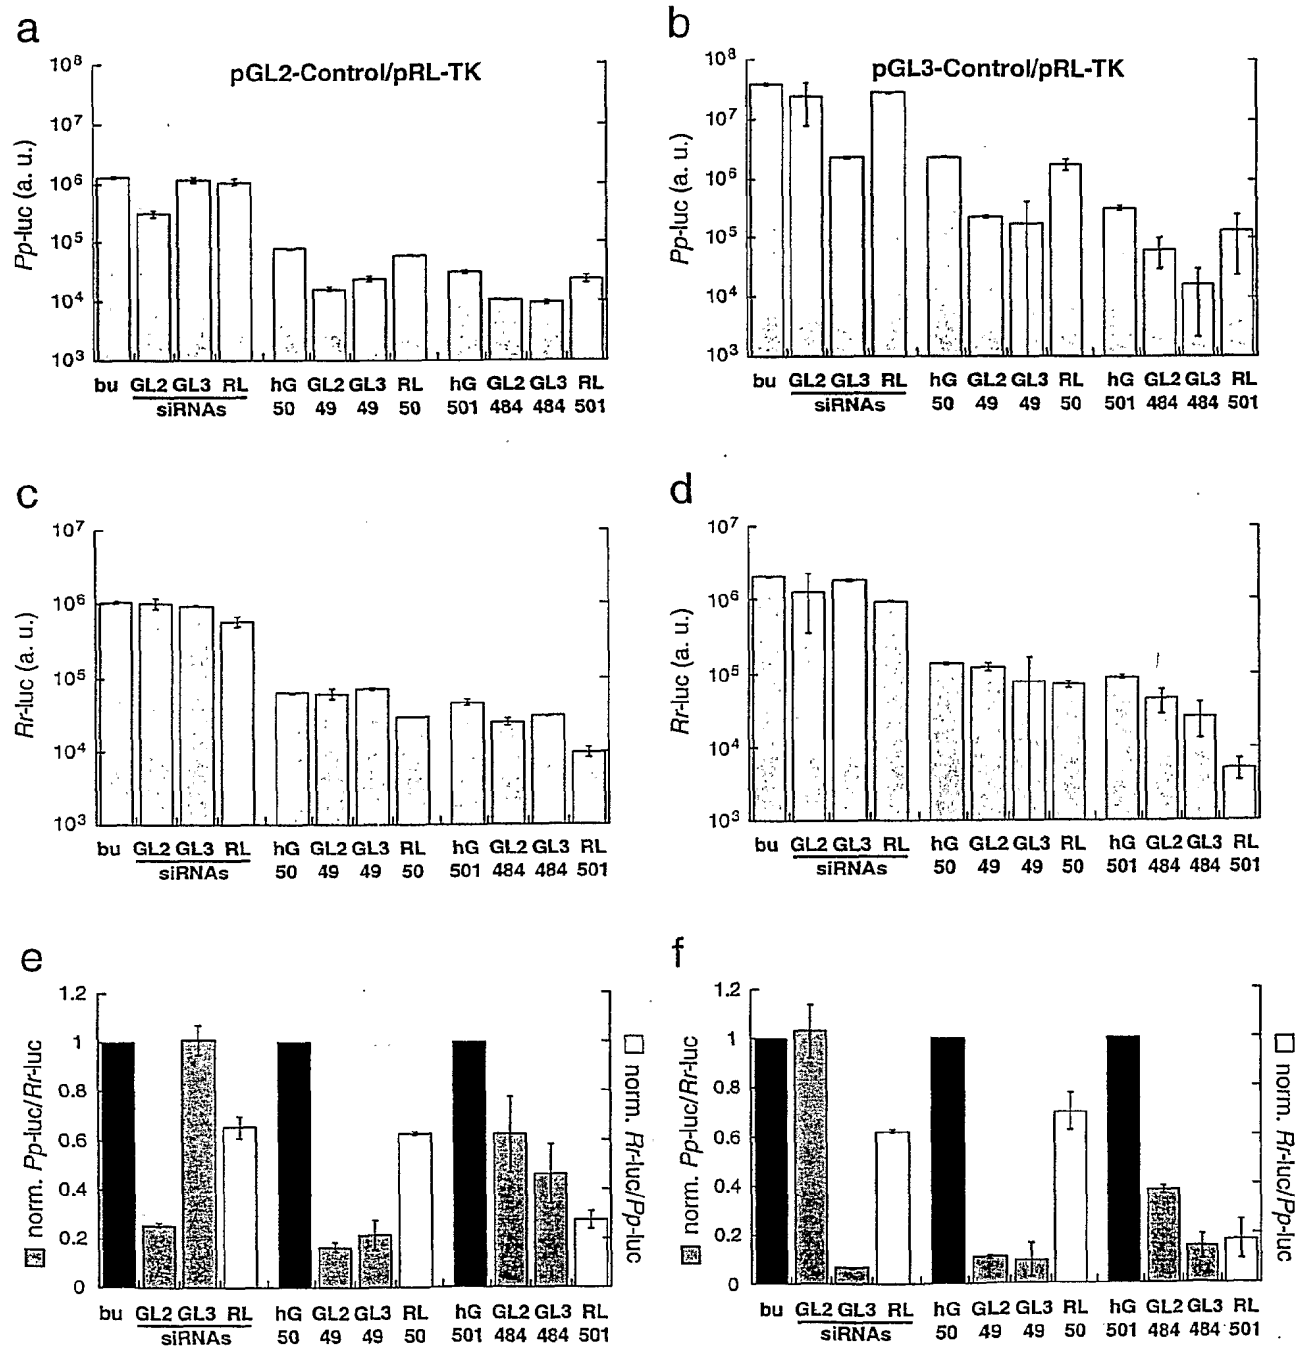 a
pGL2-Control/pRL-TK
Pp-luc (a. u.)
10⁸
10⁷
10⁶
10⁵
10⁴
10³
bu GL2 GL3 RL hG GL2 GL3 RL hG GL2 GL3 RL
siRNAs 50 49 49 50 501 484 484 501
b
pGL3-Control/pRL-TK
Pp-luc (a. u.)
10⁸
10⁷
10⁶
10⁵
10⁴
10³
bu GL2 GL3 RL hG GL2 GL3 RL hG GL2 GL3 RL
siRNAs 50 49 49 50 501 484 484 501
c
Rr-luc (a. u.)
10⁷
10⁶
10⁵
10⁴
10³
bu GL2 GL3 RL hG GL2 GL3 RL hG GL2 GL3 RL
siRNAs 50 49 49 50 501 484 484 501
d
Rr-luc (a. u.)
10⁷
10⁶
10⁵
10⁴
10³
bu GL2 GL3 RL hG GL2 GL3 RL hG GL2 GL3 RL
siRNAs 50 49 49 50 501 484 484 501
e
norm. Pp-luc/Rr-luc
1.2
1
0.8
0.6
0.4
0.2
0
norm. Rr-luc/Pp-luc
bu GL2 GL3 RL hG GL2 GL3 RL hG GL2 GL3 RL
siRNAs 50 49 49 50 501 484 484 501
f
norm. Pp-luc/Rr-luc
1.2
1
0.8
0.6
0.4
0.2
0
norm. Rr-luc/Pp-luc
bu GL2 GL3 RL hG GL2 GL3 RL hG GL2 GL3 RL
siRNAs 50 49 49 50 501 484 484 501